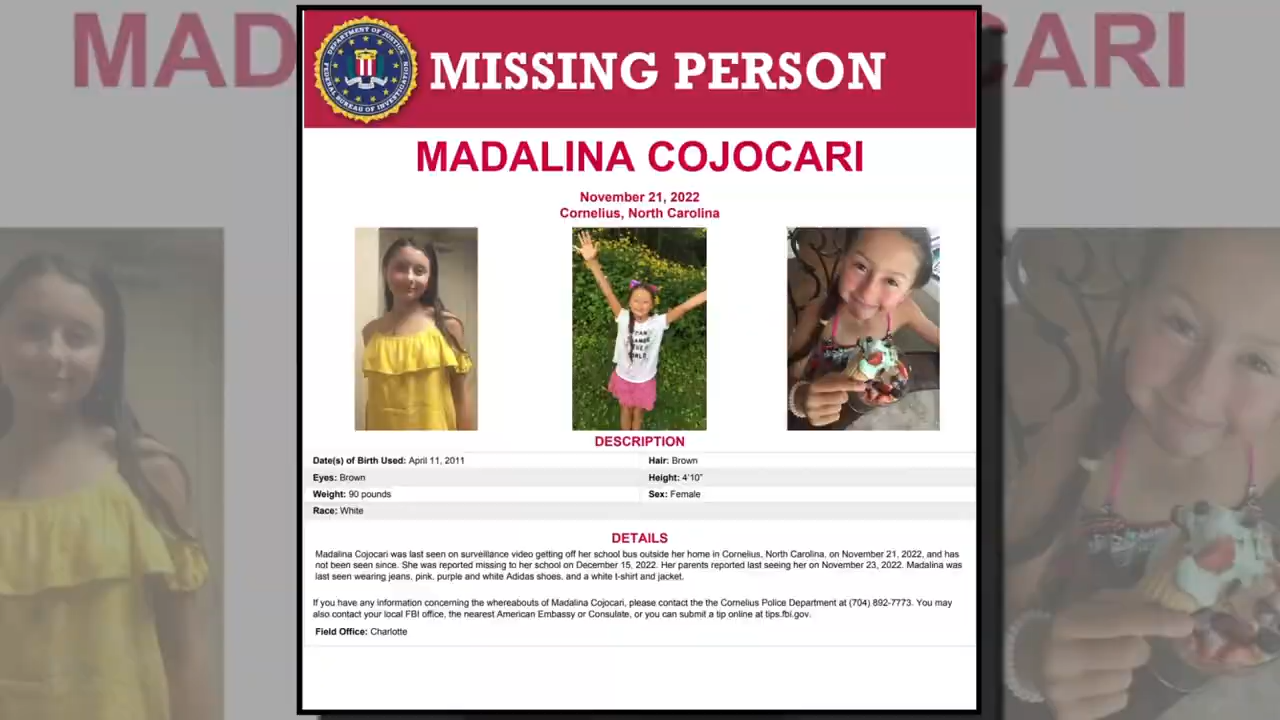 MAD
CARI
DEPARTMENT OF JUSTICE
FEDERAL BUREAU OF INVESTIGATION
MISSING PERSON
MADALINA COJOCARI
November 21, 2022
Cornelius, North Carolina
DESCRIPTION
Date(s) of Birth Used: April 11, 2011
Hair: Brown
Eyes: Brown
Height: 4'10"
Weight: 90 pounds
Sex: Female
Race: White
DETAILS
Madalina Cojocari was last seen on surveillance video getting off her school bus outside her home in Cornelius, North Carolina, on November 21, 2022, and has
not been seen since. She was reported missing to her school on December 15, 2022. Her parents reported last seeing her on November 23, 2022. Madalina was
last seen wearing jeans, pink, purple and white Adidas shoes, and a white t-shirt and jacket.
If you have any information concerning the whereabouts of Madalina Cojocari, please contact the the Cornelius Police Department at (704) 892-7773. You may
also contact your local FBI office, the nearest American Embassy or Consulate, or you can submit a tip online at tips.fbi.gov.
Field Office: Charlotte